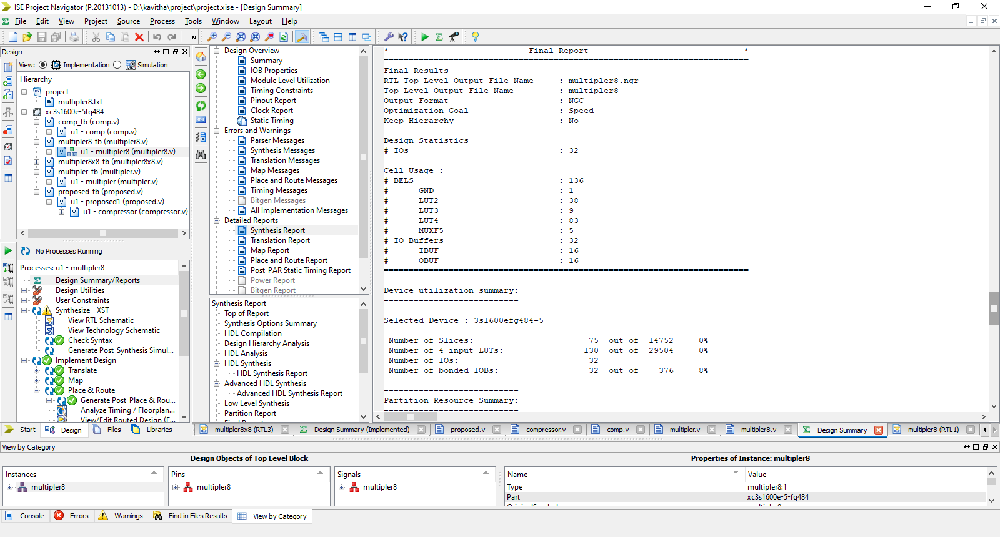 ISE Project Navigator (P.20131013) - D:\kavitha\project\project.xise - [Design Summary]
File Edit View Project Source Process Tools Window Layout Help
Design
View: Implementation Simulation
Hierarchy
project
multipler8.txt
xc3s1600e-5fg484
comp_tb (comp.v)
u1 - comp (comp.v)
multipler8_tb (multipler8.v)
u1 - multipler8 (multipler8.v)
multipler8x8_tb (multipler8x8.v)
multipler_tb (multipler.v)
u1 - multipler (multipler.v)
proposed_tb (proposed.v)
u1 - proposed1 (proposed.v)
u1 - compressor (compressor.v)
No Processes Running
Processes: u1 - multipler8
Design Summary/Reports
Design Utilities
User Constraints
Synthesize - XST
View RTL Schematic
View Technology Schematic
Check Syntax
Generate Post-Synthesis Simul...
Implement Design
Translate
Map
Place & Route
Generate Post-Place & Rou...
Analyze Timing / Floorplan...
View/Edit Routed Design (F...
Start Design Files Libraries
Design Overview
Summary
IOB Properties
Module Level Utilization
Timing Constraints
Pinout Report
Clock Report
Static Timing
Errors and Warnings
Parser Messages
Synthesis Messages
Translation Messages
Map Messages
Place and Route Messages
Timing Messages
Bitgen Messages
All Implementation Messages
Detailed Reports
Synthesis Report
Translation Report
Map Report
Place and Route Report
Post-PAR Static Timing Report
Power Report
Bitgen Report
Synthesis Report
Top of Report
Synthesis Options Summary
HDL Compilation
Design Hierarchy Analysis
HDL Analysis
HDL Synthesis
HDL Synthesis Report
Advanced HDL Synthesis
Advanced HDL Synthesis Report
Low Level Synthesis
Partition Report
* Final Report *
=========================================================================
Final Results
RTL Top Level Output File Name : multipler8.ngr
Top Level Output File Name : multipler8
Output Format : NGC
Optimization Goal : Speed
Keep Hierarchy : No
Design Statistics
# IOs : 32
Cell Usage :
# BELS : 136
# GND : 1
# LUT2 : 38
# LUT3 : 9
# LUT4 : 83
# MUXF5 : 5
# IO Buffers : 32
# IBUF : 16
# OBUF : 16
=========================================================================
Device utilization summary:
---------------------------
Selected Device : 3s1600efg484-5
Number of Slices: 75 out of 14752 0%
Number of 4 input LUTs: 130 out of 29504 0%
Number of IOs: 32
Number of bonded IOBs: 32 out of 376 8%
---------------------------
Partition Resource Summary:
---------------------------
multipler8x8 (RTL3) Design Summary (Implemented) proposed.v compressor.v comp.v multipler.v multipler8.v Design Summary multipler8 (RTL1)
View by Category
Design Objects of Top Level Block
Properties of Instance: multipler8
Instances
multipler8
Pins
multipler8
Signals
multipler8
Name Value
Type multipler8:1
Part xc3s1600e-5-fg484
Console Errors Warnings Find in Files Results View by Category